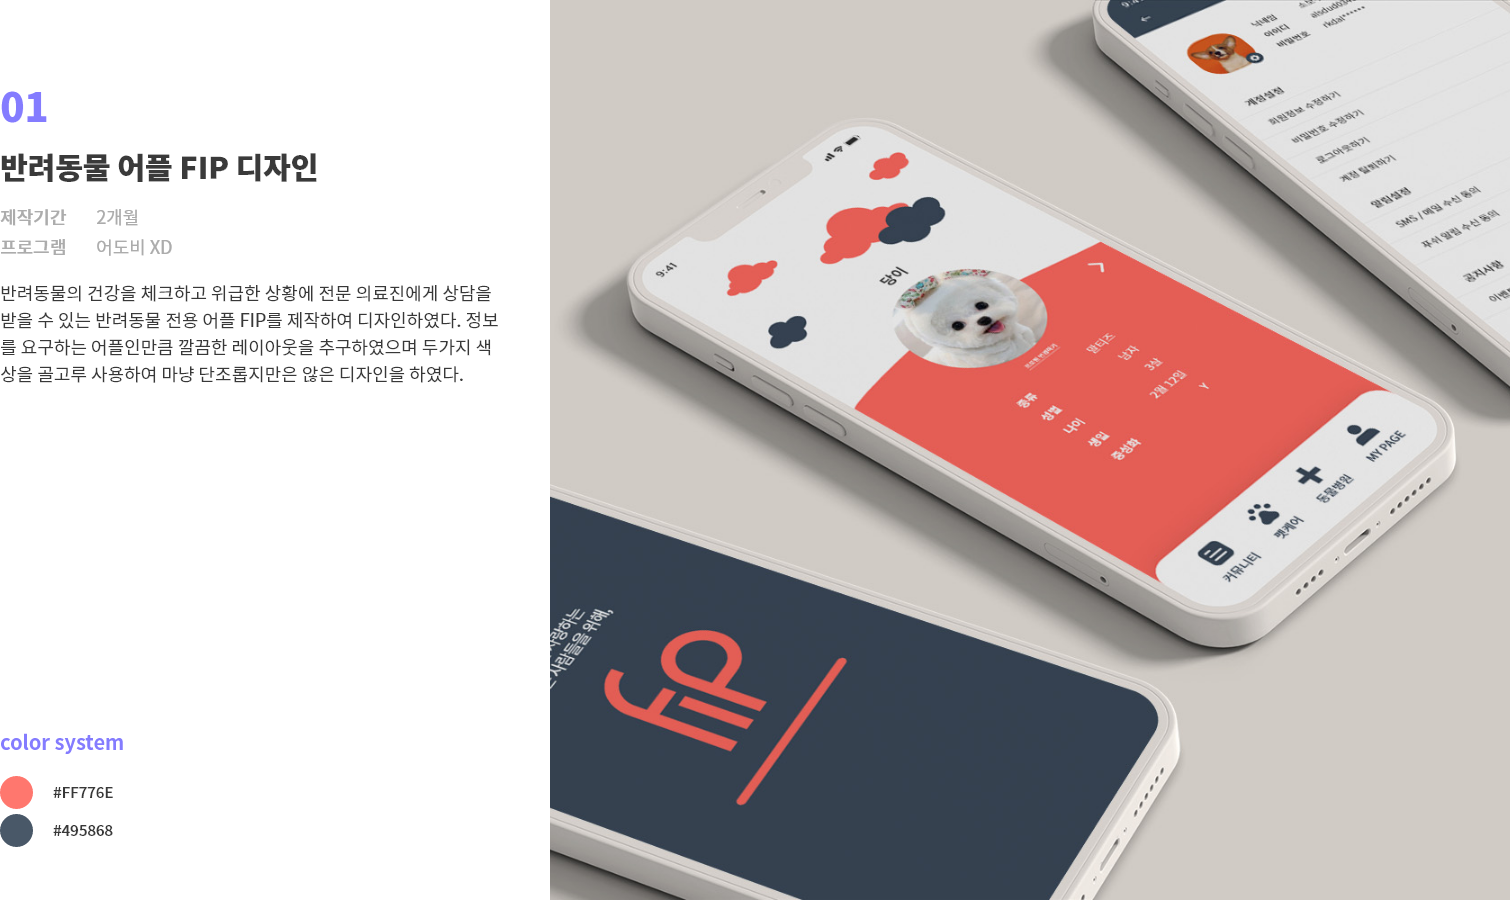 01
반려동물 어플 FIP 디자인
제작기간 2개월
프로그램 어도비 XD
반려동물의 건강을 체크하고 위급한 상황에 전문 의료진에게 상담을
받을 수 있는 반려동물 전용 어플 FIP를 제작하여 디자인하였다. 정보
를 요구하는 어플인만큼 깔끔한 레이아웃을 추구하였으며 두가지 색
상을 골고루 사용하여 마냥 단조롭지만은 않은 디자인을 하였다.
color system
#FF776E
#495868
9:41
당이
말티즈
남자
3살
2월 12일
Y
종류
성별
나이
생일
중성화
커뮤니티
펫케어
동물병원
MY PAGE
닉네임
아이디
비밀번호
rkdal******
계정설정
회원정보 수정하기
비밀번호 수정하기
로그아웃하기
계정 탈퇴하기
알림설정
SMS / 메일 수신 동의
푸쉬 알림 수신 동의
공지사항
사랑하는
사람들을 위해,
fiP